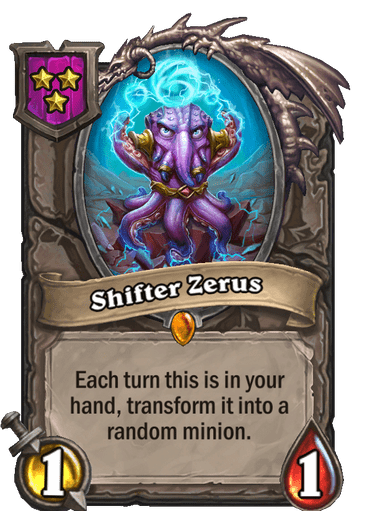 Shifter Zerus
Each turn this is in your
hand, transform it into a
random minion.
1 1